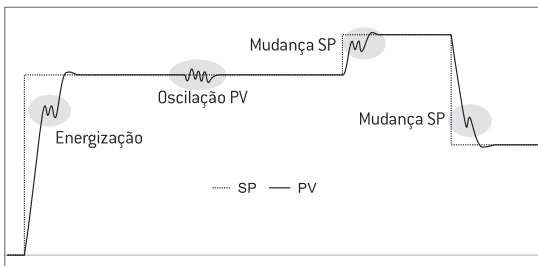 Mudança SP
Oscilação PV
Mudança SP
Energização
SP PV